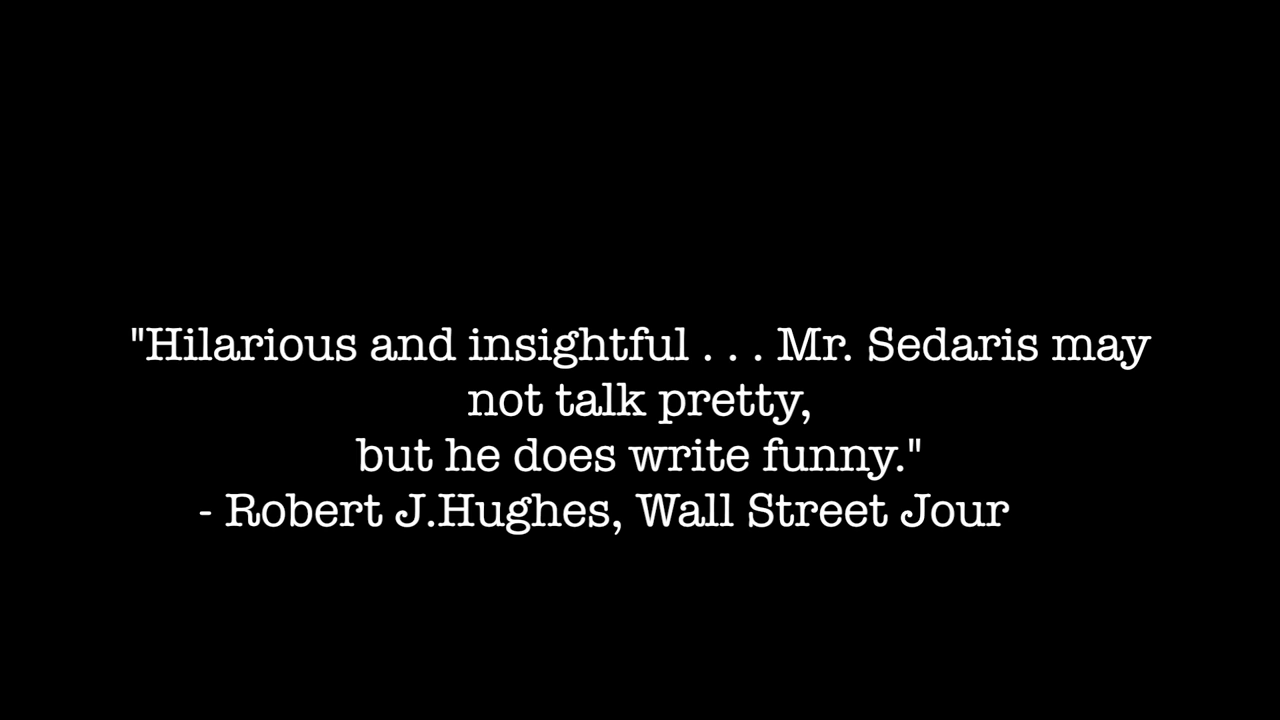 "Hilarious and insightful . . . Mr. Sedaris may
not talk pretty,
but he does write funny."
- Robert J.Hughes, Wall Street Jour